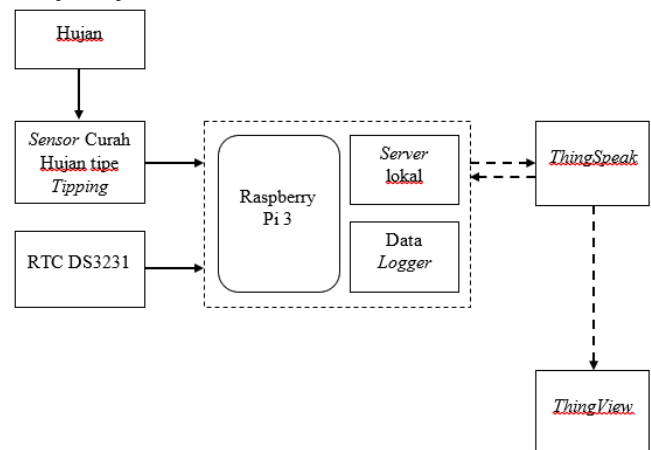 Hujan
Sensor Curah
Hujan tipe
Tipping
RTC DS3231
Raspberry
Pi 3
Server
lokal
Data
Logger
ThingSpeak
ThingView